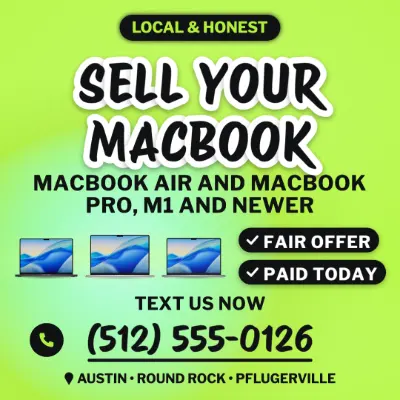 LOCAL & HONEST
SELL YOUR
MACBOOK
MACBOOK AIR AND MACBOOK
PRO, M1 AND NEWER
✓ FAIR OFFER
✓ PAID TODAY
TEXT US NOW
(512) 555-0126
AUSTIN • ROUND ROCK • PFLUGERVILLE